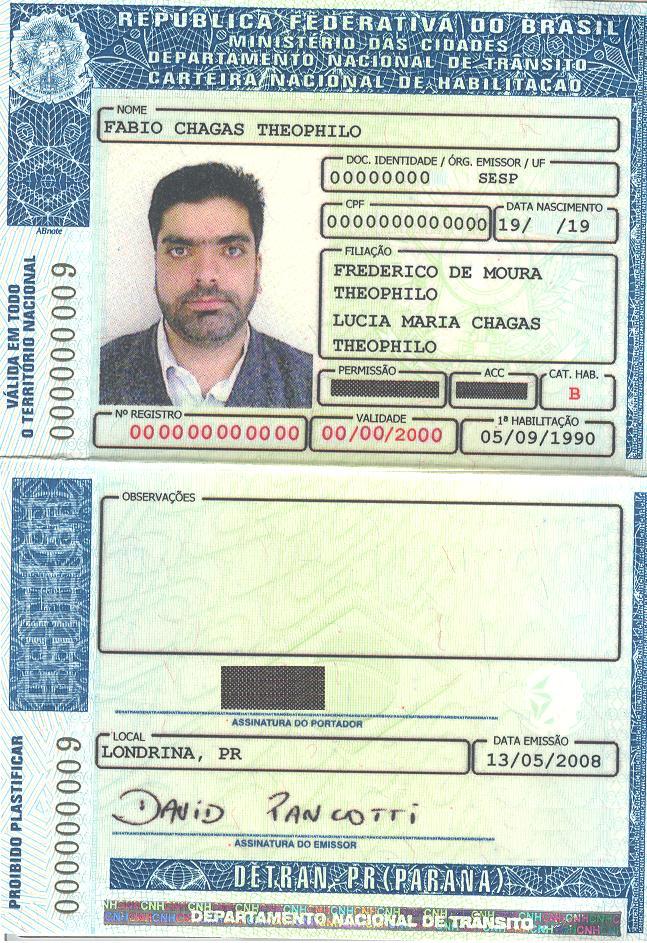 REPÚBLICA FEDERATIVA DO BRASIL
MINISTÉRIO DAS CIDADES
DEPARTAMENTO NACIONAL DE TRÂNSITO
CARTEIRA NACIONAL DE HABILITAÇÃO
NOME
FABIO CHAGAS THEOPHILO
DOC. IDENTIDADE / ÓRG. EMISSOR / UF
00000000 SESP
CPF
0000000000000
DATA NASCIMENTO
19/ /19
FILIAÇÃO
FREDERICO DE MOURA
THEOPHILO
LUCIA MARIA CHAGAS
THEOPHILO
PERMISSÃO
ACC
CAT. HAB.
B
Nº REGISTRO
000000000000
VALIDADE
00/00/2000
1ª HABILITAÇÃO
05/09/1990
ABnote
VÁLIDA EM TODO
O TERRITÓRIO NACIONAL
000000009
OBSERVAÇÕES
ASSINATURA DO PORTADOR
LOCAL
LONDRINA, PR
DATA EMISSÃO
13/05/2008
DAVID PANCOTTI
ASSINATURA DO EMISSOR
PROIBIDO PLASTIFICAR
000000009
DETRAN PR (PARANÁ)
DEPARTAMENTO NACIONAL DE TRÂNSITO